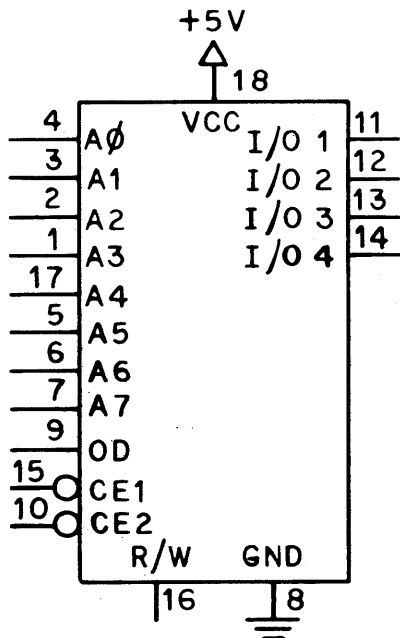 +5V
18
VCC
4 AØ I/O 1 11
3 A1 I/O 2 12
2 A2 I/O 3 13
1 A3 I/O 4 14
17 A4
5 A5
6 A6
7 A7
9 OD
15 CE1
10 CE2
R/W GND
16 8